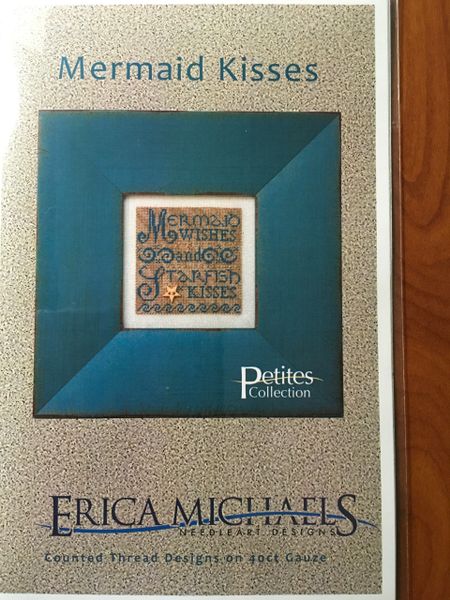 Mermaid Kisses
MERMAID
WISHES
and
STARFISH
KISSES
Petites
Collection
ERICA MICHAELS
NEEDLEART DESIGNS
Counted Thread Designs on 40ct Gauze